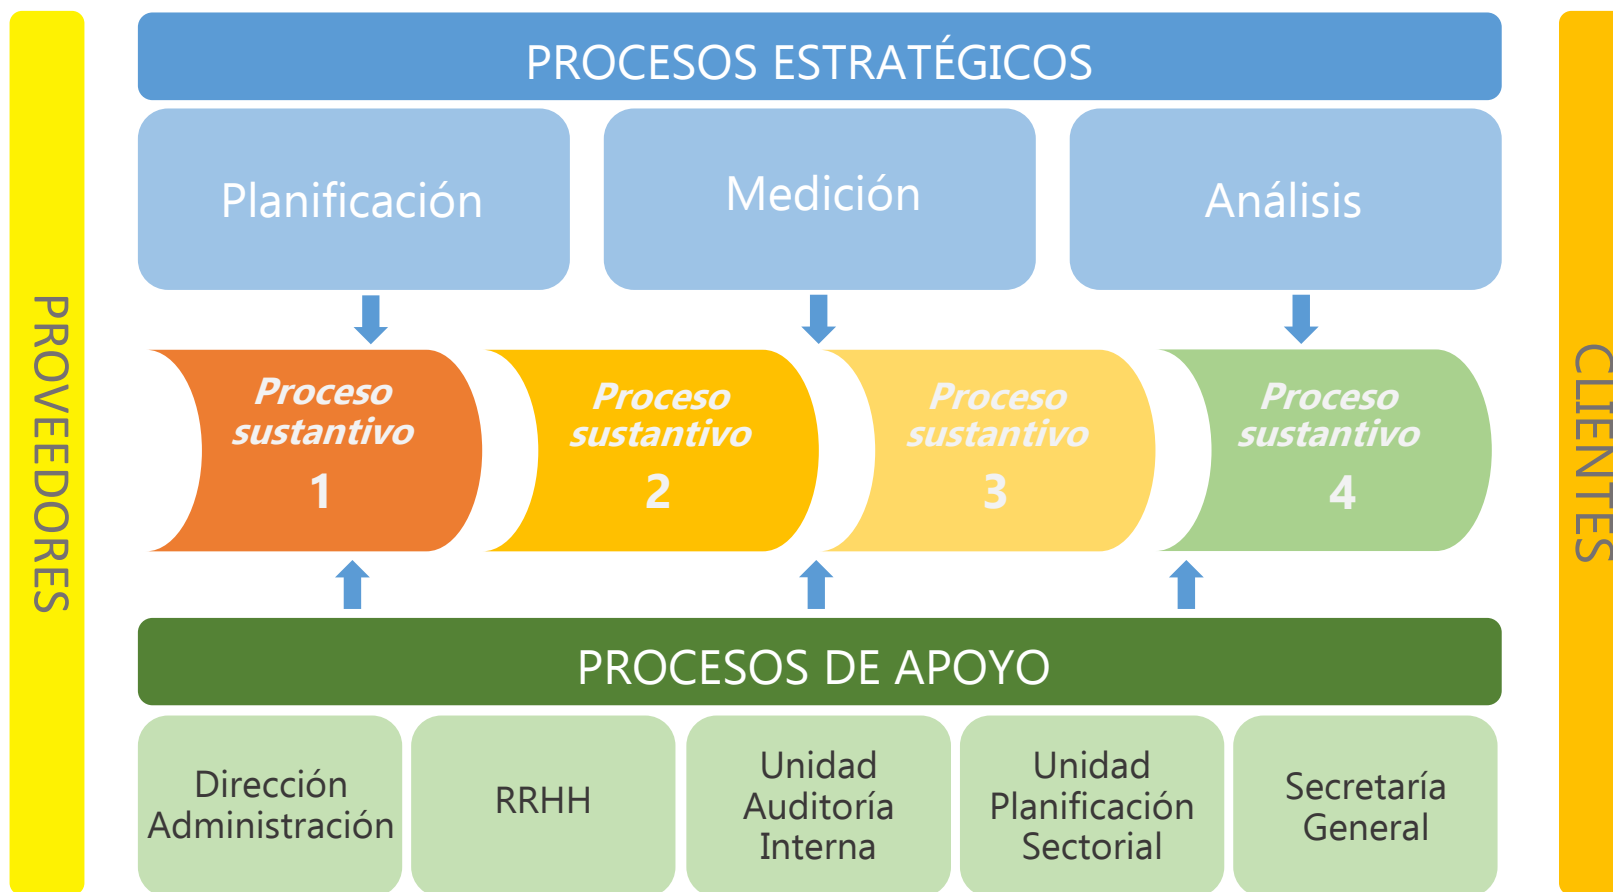 PROVEEDORES
PROCESOS ESTRATÉGICOS
Planificación
Medición
Análisis
Proceso
sustantivo
1
Proceso
sustantivo
2
Proceso
sustantivo
3
Proceso
sustantivo
4
PROCESOS DE APOYO
Dirección
Administración
RRHH
Unidad
Auditoría
Interna
Unidad
Planificación
Sectorial
Secretaría
General
CLIENTES